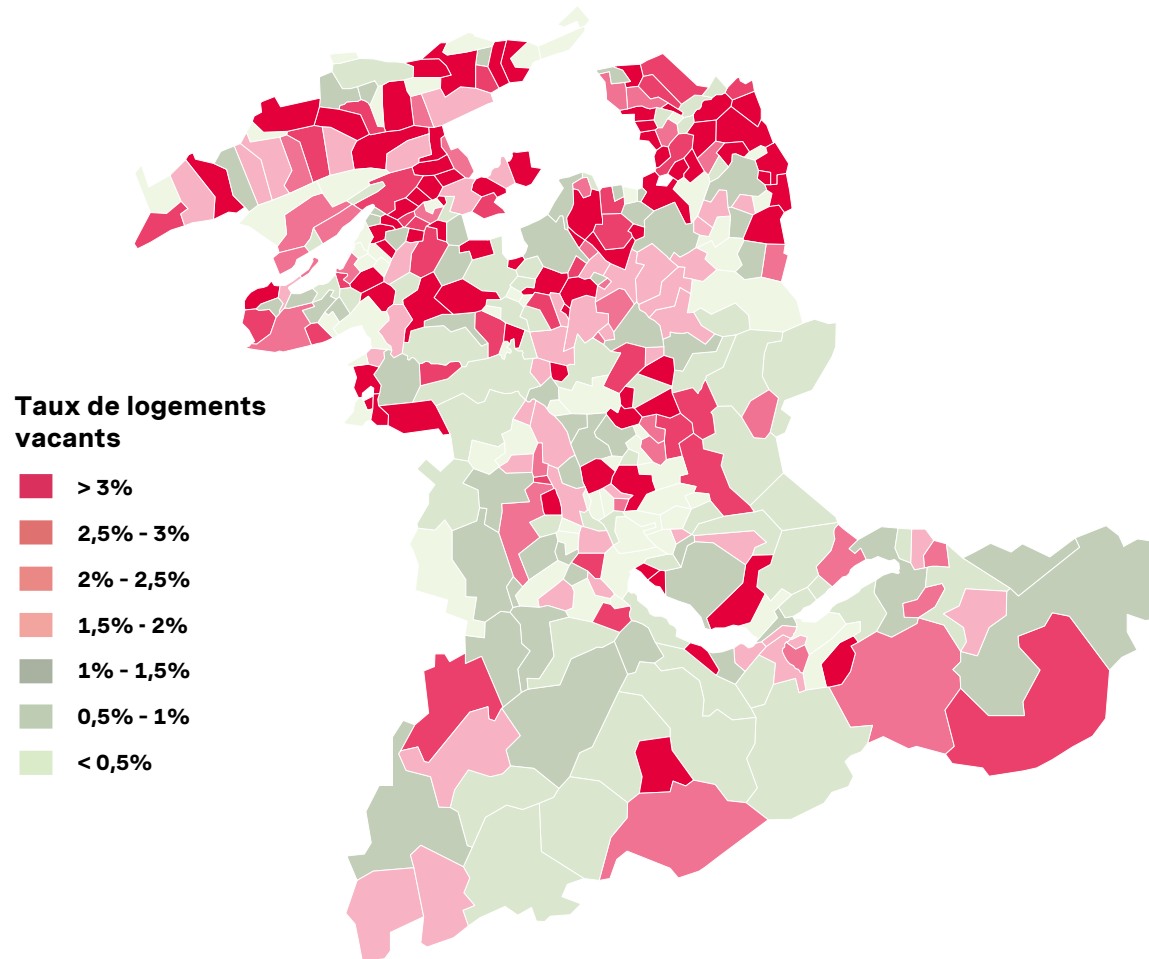 Taux de logements
vacants
> 3%
2,5% - 3%
2% - 2,5%
1,5% - 2%
1% - 1,5%
0,5% - 1%
< 0,5%